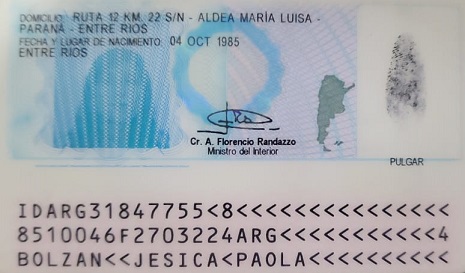 DOMICILIO: RUTA 12 KM. 22 S/N - ALDEA MARÍA LUISA -
PARANÁ - ENTRE RÍOS
FECHA Y LUGAR DE NACIMIENTO: 04 OCT 1985
ENTRE RÍOS
Cr. A. Florencio Randazzo
Ministro del Interior
PULGAR
IDARG31847755<8<<<<<<<<<<<<<<<
8510046F2703224ARG<<<<<<<<<<<4
BOLZAN<<JESICA<PAOLA<<<<<<<<<<